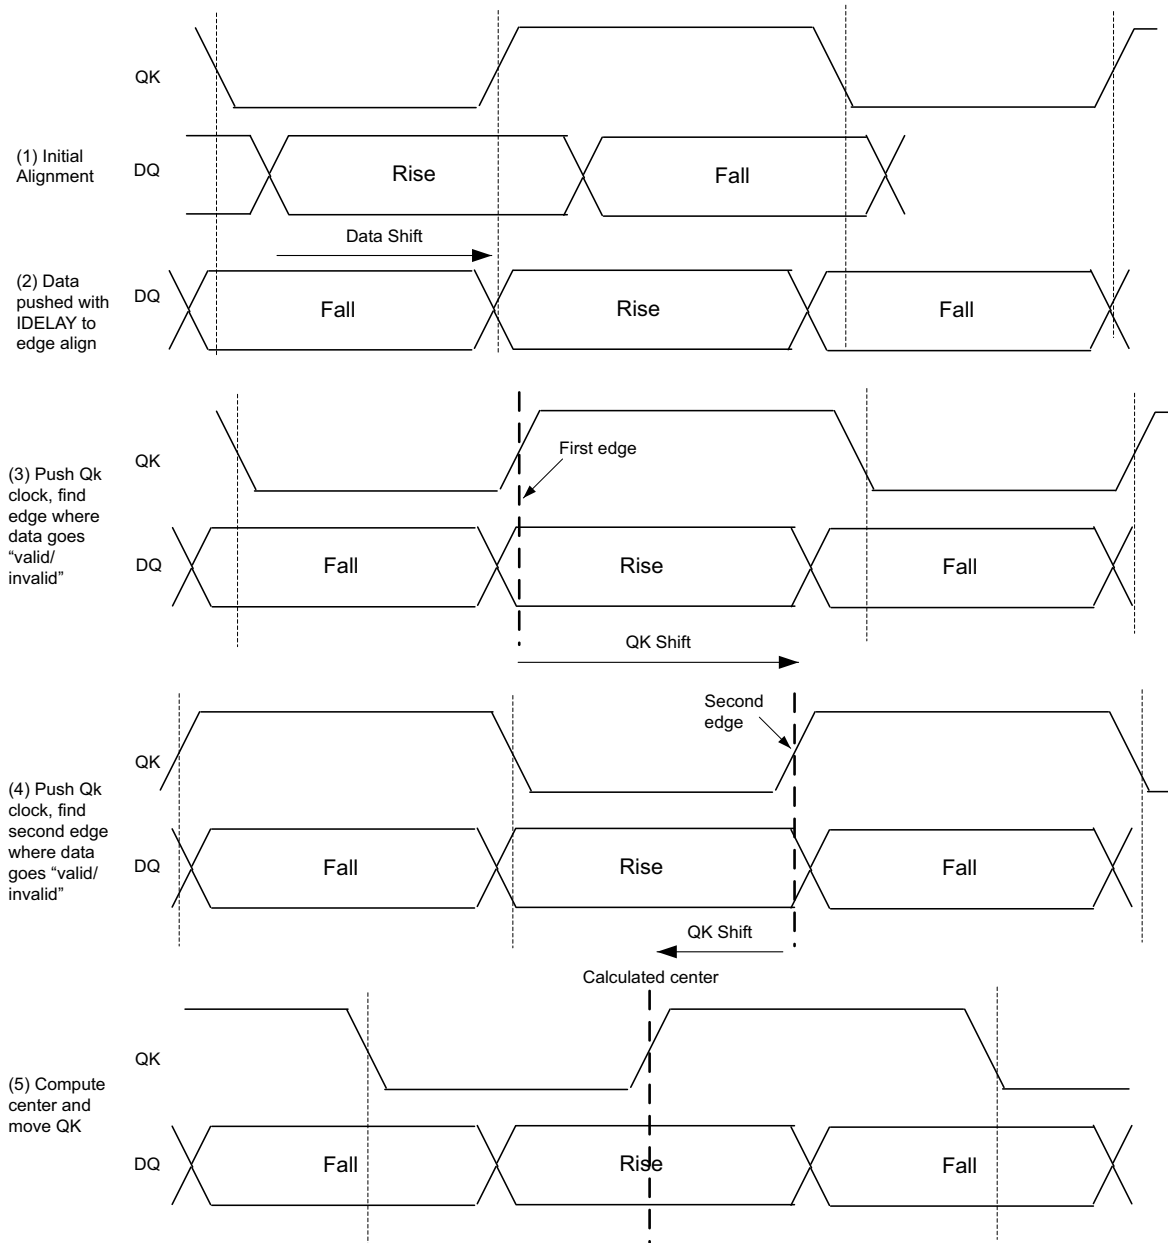 QK
(1) Initial
Alignment
DQ
Rise
Fall
Data Shift
(2) Data
pushed with
IDELAY to
edge align
DQ
Fall
Rise
Fall
QK
First edge
(3) Push Qk
clock, find
edge where
data goes
“valid/
invalid”
DQ
Fall
Rise
Fall
QK Shift
Second
edge
QK
(4) Push Qk
clock, find
second edge
where data
goes “valid/
invalid”
DQ
Fall
Rise
Fall
QK Shift
Calculated center
QK
(5) Compute
center and
move QK
DQ
Fall
Rise
Fall